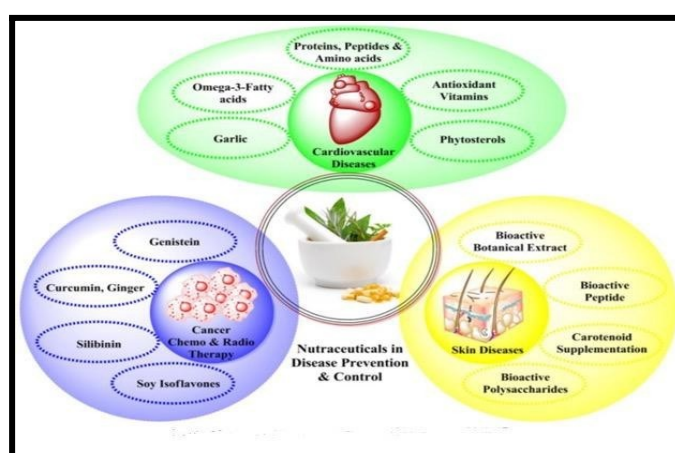 Proteins, Peptides &
Amino acids
Omega-3-Fatty
acids
Antioxidant
Vitamins
Garlic
Phytosterols
Cardiovascular
Diseases
Genistein
Curcumin, Ginger
Silibinin
Soy Isoflavones
Cancer
Chemo & Radio
Therapy
Bioactive
Botanical Extract
Bioactive
Peptide
Carotenoid
Supplementation
Bioactive
Polysaccharides
Skin Diseases
Nutraceuticals in
Disease Prevention
& Control